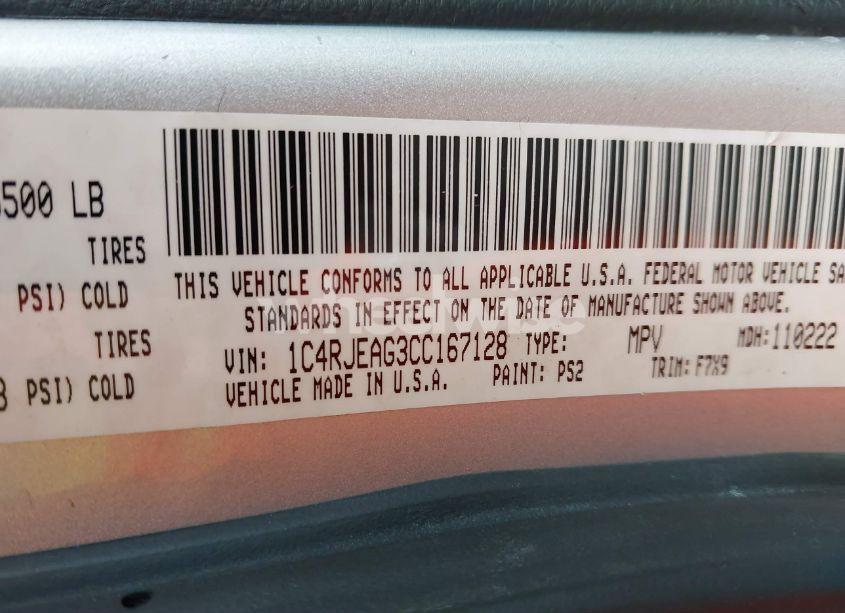 500 LB
TIRES
PSI) COLD
TIRES
PSI) COLD
THIS VEHICLE CONFORMS TO ALL APPLICABLE U.S.A. FEDERAL MOTOR VEHICLE SA
STANDARDS IN EFFECT ON THE DATE OF MANUFACTURE SHOWN ABOVE.
VIN: 1C4RJEAG3CC167128 TYPE: MPV MDH:110222
VEHICLE MADE IN U.S.A. PAINT: PS2 TRIM: F7X9